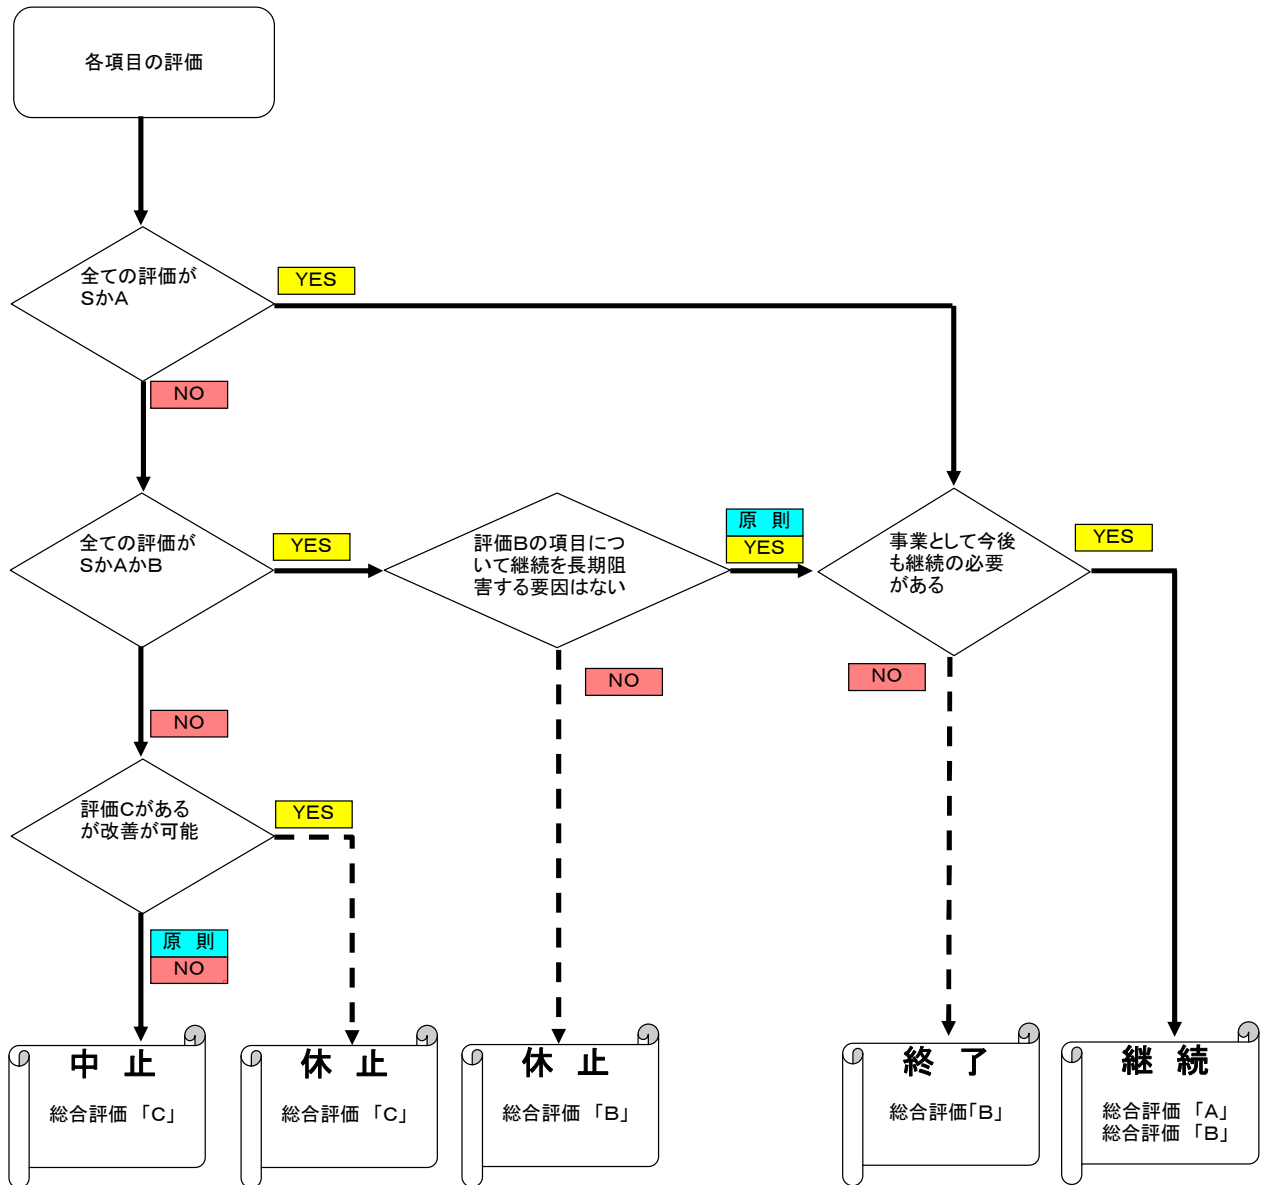 各項目の評価
全ての評価が
SかA
YES
NO
全ての評価が
SかAかB
YES
評価Bの項目につ
いて継続を長期阻
害する要因はない
原 則
YES
事業として今後
も継続の必要
がある
YES
NO
NO
NO
評価Cがある
が改善が可能
YES
原 則
NO
中 止
総合評価 「C」
休 止
総合評価 「C」
休 止
総合評価 「B」
終 了
総合評価「B」
継 続
総合評価 「A」
総合評価 「B」